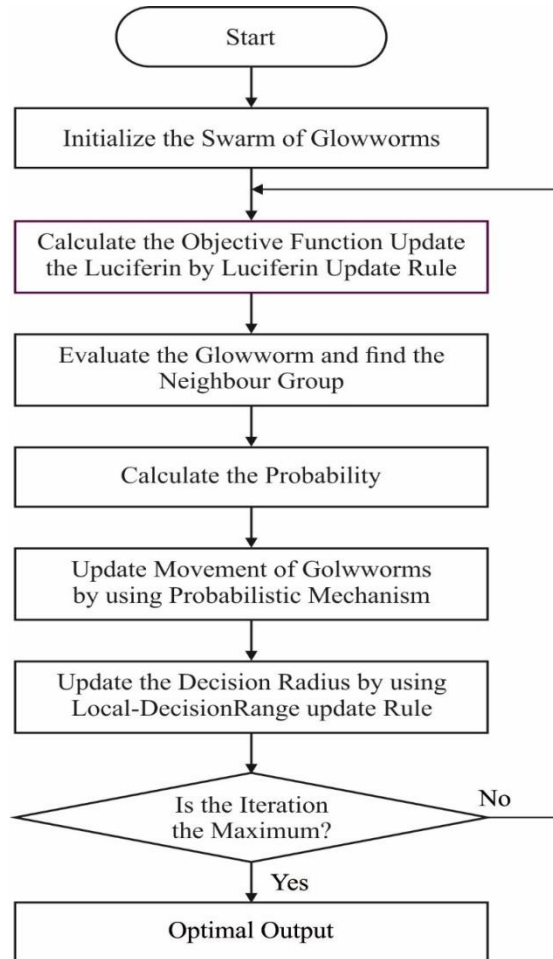 Start
Initialize the Swarm of Glowworms
Calculate the Objective Function Update
the Luciferin by Luciferin Update Rule
Evaluate the Glowworm and find the
Neighbour Group
Calculate the Probability
Update Movement of Golwworms
by using Probabilistic Mechanism
Update the Decision Radius by using
Local-DecisionRange update Rule
Is the Iteration
the Maximum?
No
Yes
Optimal Output